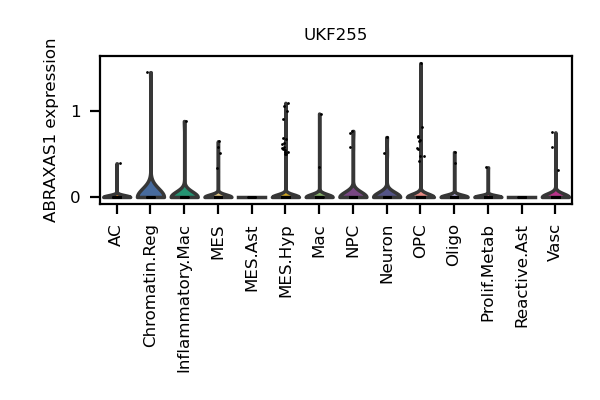 UKF255
ABRAXAS1 expression
1
0
AC
Chromatin.Reg
Inflammatory.Mac
MES
MES.Ast
MES.Hyp
Mac
NPC
Neuron
OPC
Oligo
Prolif.Metab
Reactive.Ast
Vasc